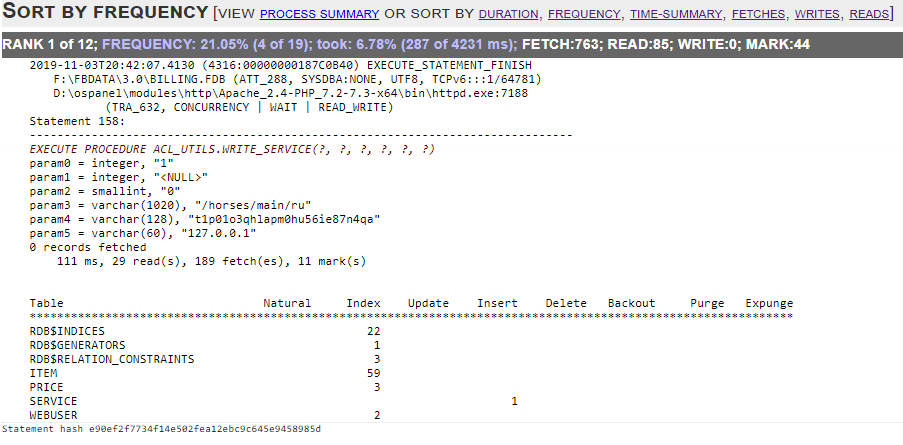 SORT BY FREQUENCY [VIEW PROCESS SUMMARY OR SORT BY DURATION, FREQUENCY, TIME-SUMMARY, FETCHES, WRITES, READS]
RANK 1 of 12; FREQUENCY: 21.05% (4 of 19); took: 6.78% (287 of 4231 ms); FETCH:763; READ:85; WRITE:0; MARK:44
2019-11-03T20:42:07.4130 (4316:00000000187C0B40) EXECUTE_STATEMENT_FINISH
F:\FBDATA\3.0\BILLING.FDB (ATT_288, SYSDBA:NONE, UTF8, TCPv6:::1/64781)
D:\ospanel\modules\http\Apache_2.4-PHP_7.2-7.3-x64\bin\httpd.exe:7188
(TRA_632, CONCURRENCY | WAIT | READ_WRITE)
Statement 158:
-------------------------------------------------------------------------------
EXECUTE PROCEDURE ACL_UTILS.WRITE_SERVICE(?, ?, ?, ?, ?, ?)
param0 = integer, "1"
param1 = integer, "<NULL>"
param2 = smallint, "0"
param3 = varchar(1020), "/horses/main/ru"
param4 = varchar(128), "t1p01o3qhlapm0hu56ie87n4qa"
param5 = varchar(60), "127.0.0.1"
0 records fetched
111 ms, 29 read(s), 189 fetch(es), 11 mark(s)
Table Natural Index Update Insert Delete Backout Purge Expunge
***************************************************************************************************************
RDB$INDICES 22
RDB$GENERATORS 1
RDB$RELATION_CONSTRAINTS 3
ITEM 59
PRICE 3
SERVICE 1
WEBUSER 2
Statement hash e90ef2f7734f14e502fea12ebc9c645e9458985d